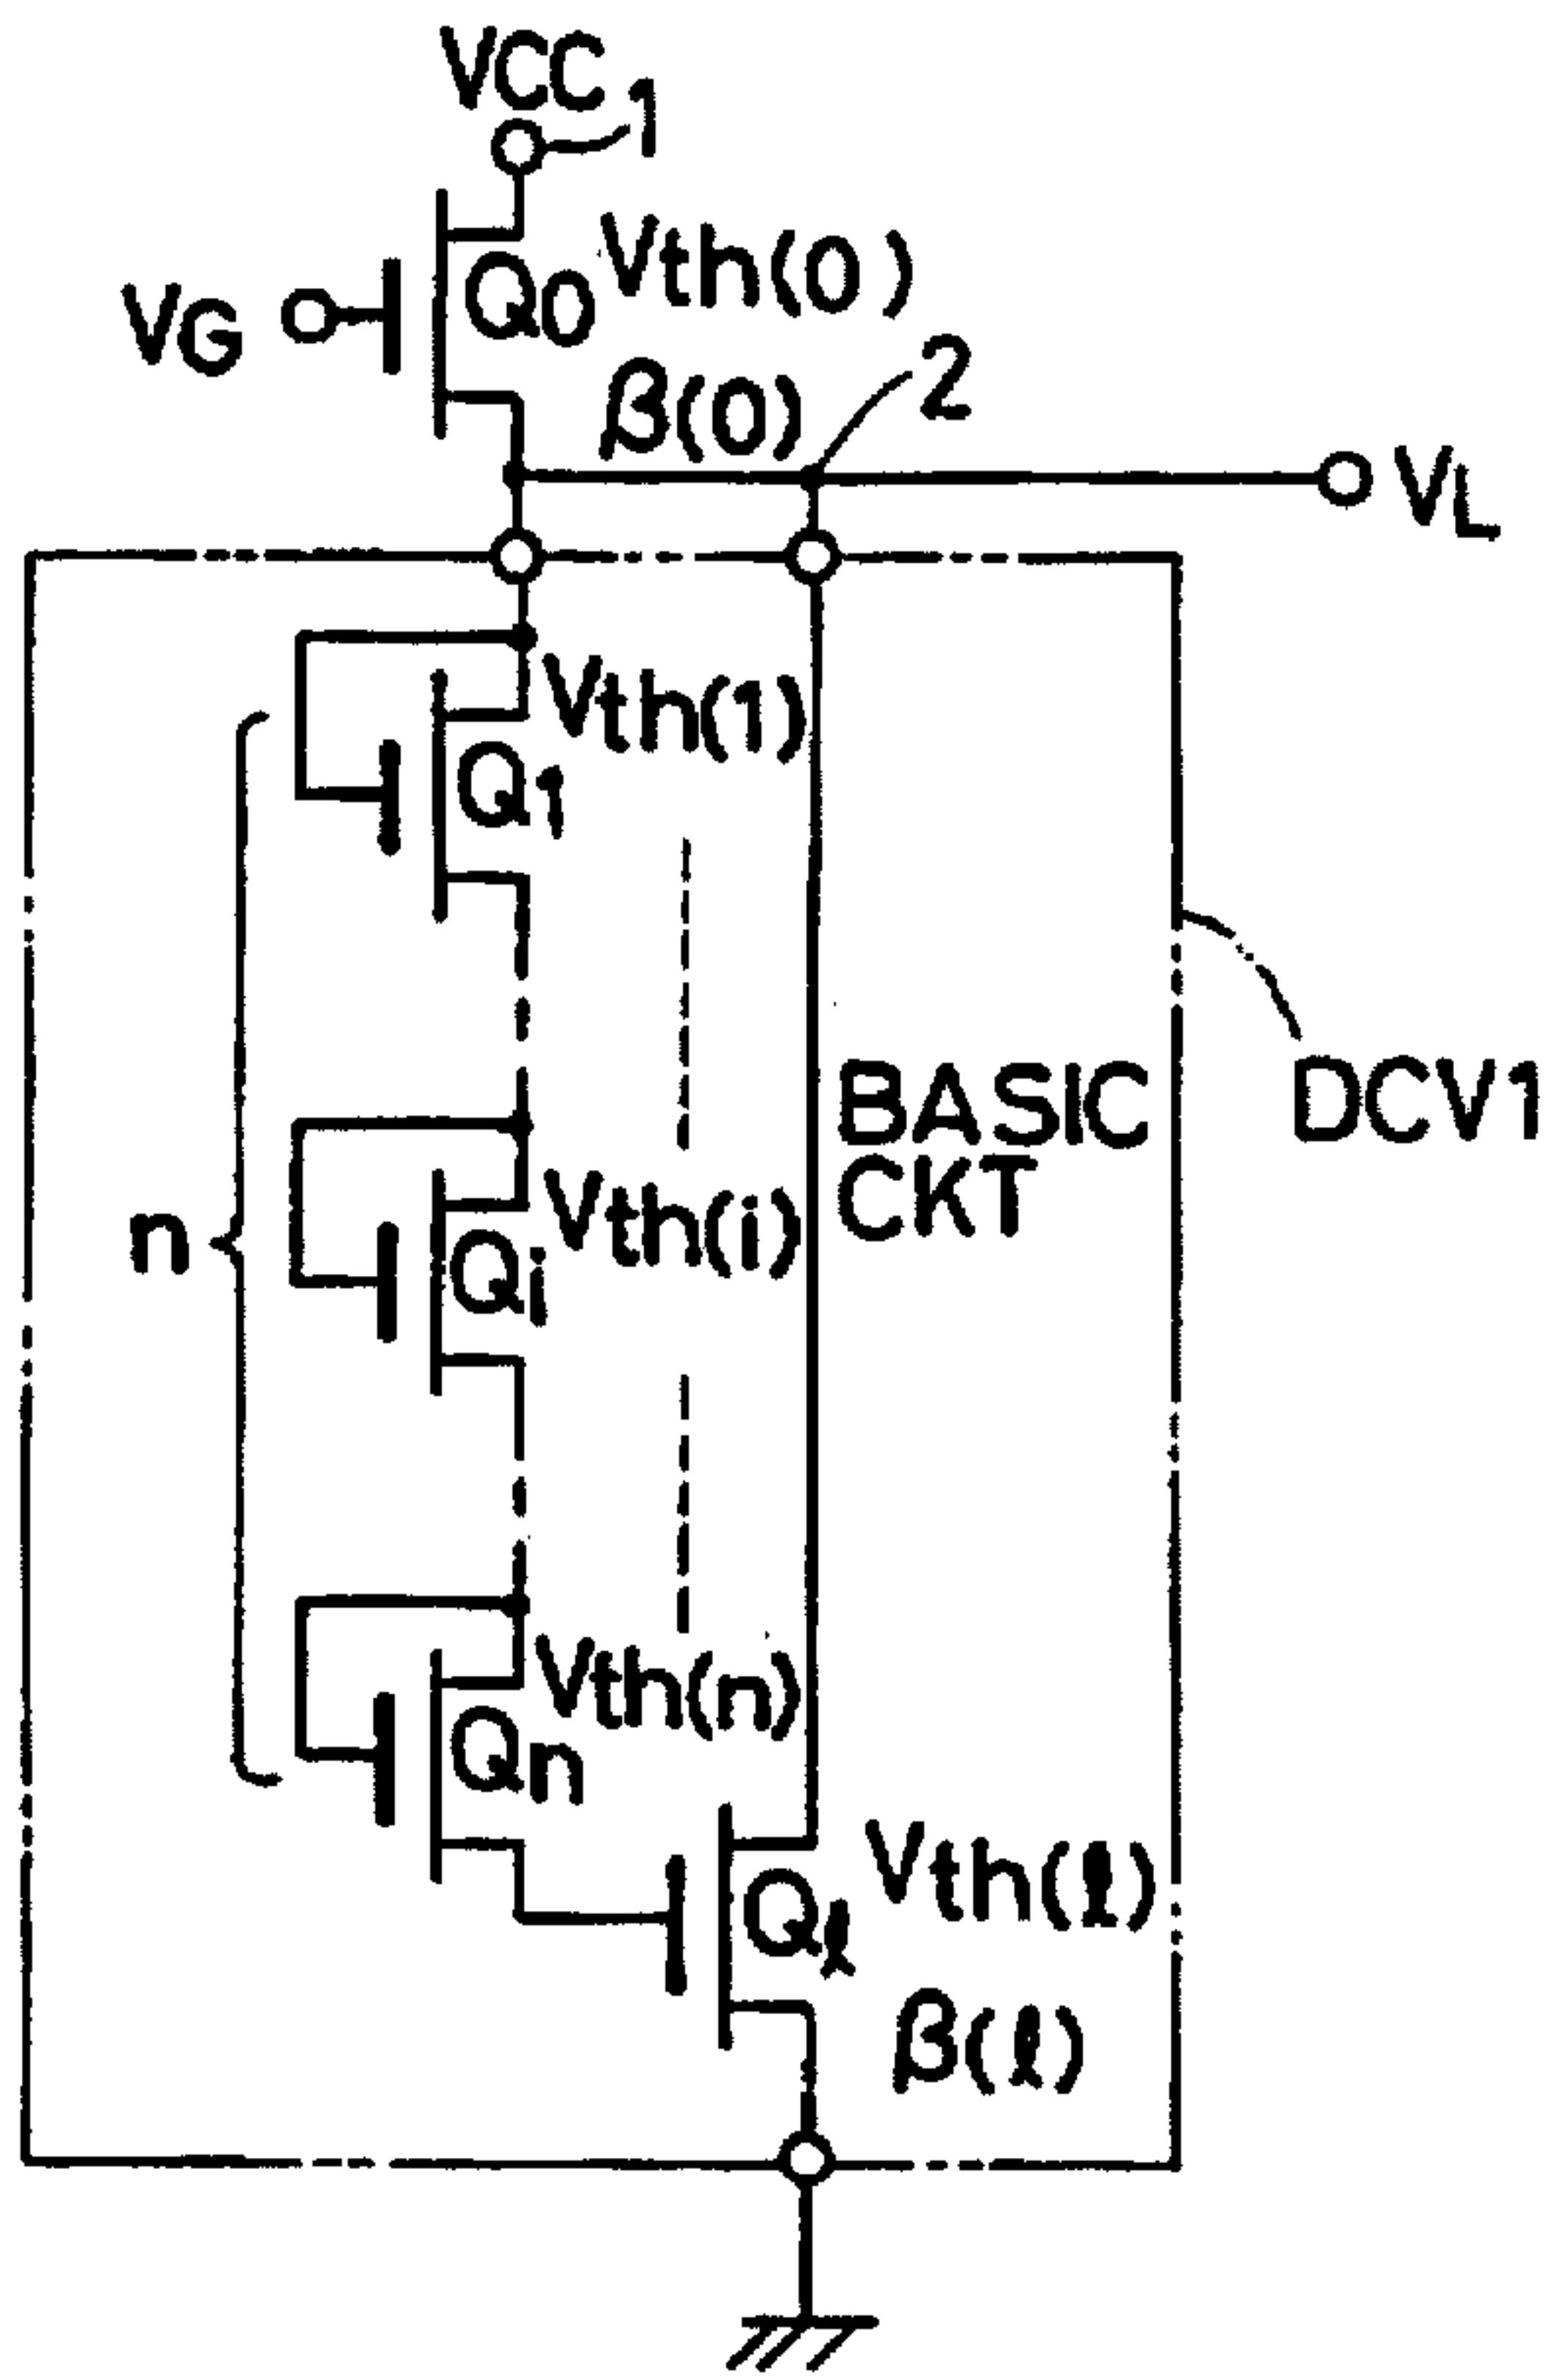 VCC
1
Vth(0)
VG
Q0
β(0)
2
VL
Vth(1)
Q1
DCV1
BASIC
CKT
n
Vth(i)
Qi
Vth(n)
Qn
Vth(ℓ)
Qℓ
β(ℓ)